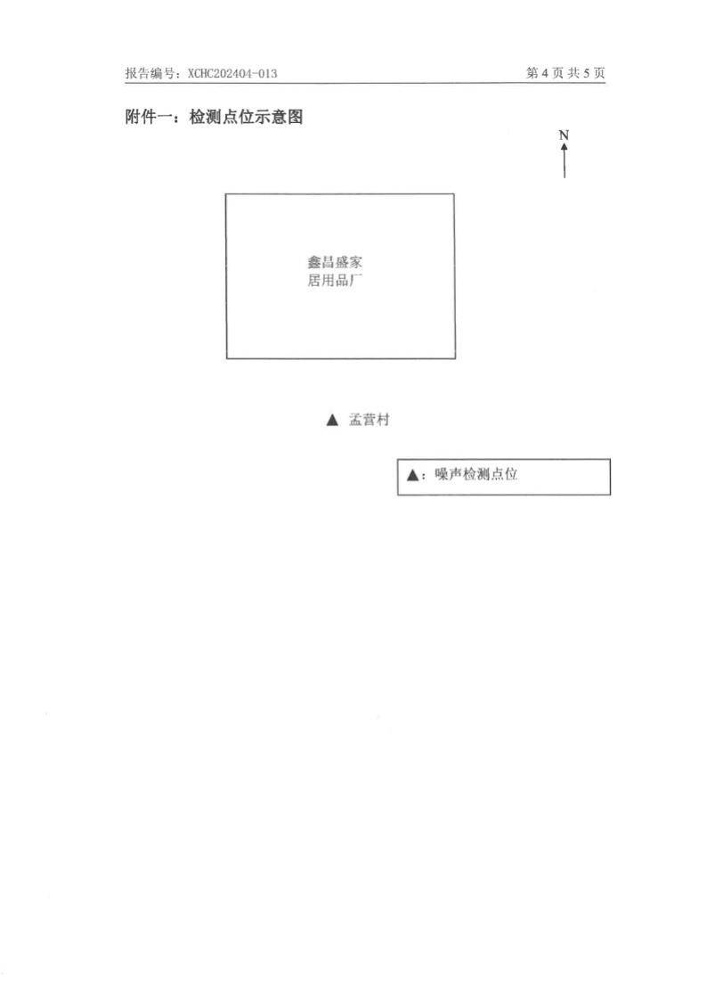 报告编号：XCHC202404-013
第 4 页 共 5 页
附件一：检测点位示意图
N
鑫昌盛家
居用品厂
▲ 孟营村
▲：噪声检测点位